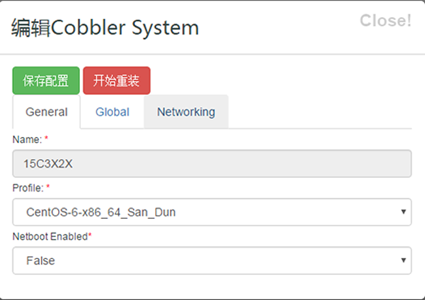 编辑Cobbler System
Close!
保存配置 开始重装
General Global Networking
Name: *
15C3X2X
Profile: *
CentOS-6-x86_64_San_Dun
Netboot Enabled*
False